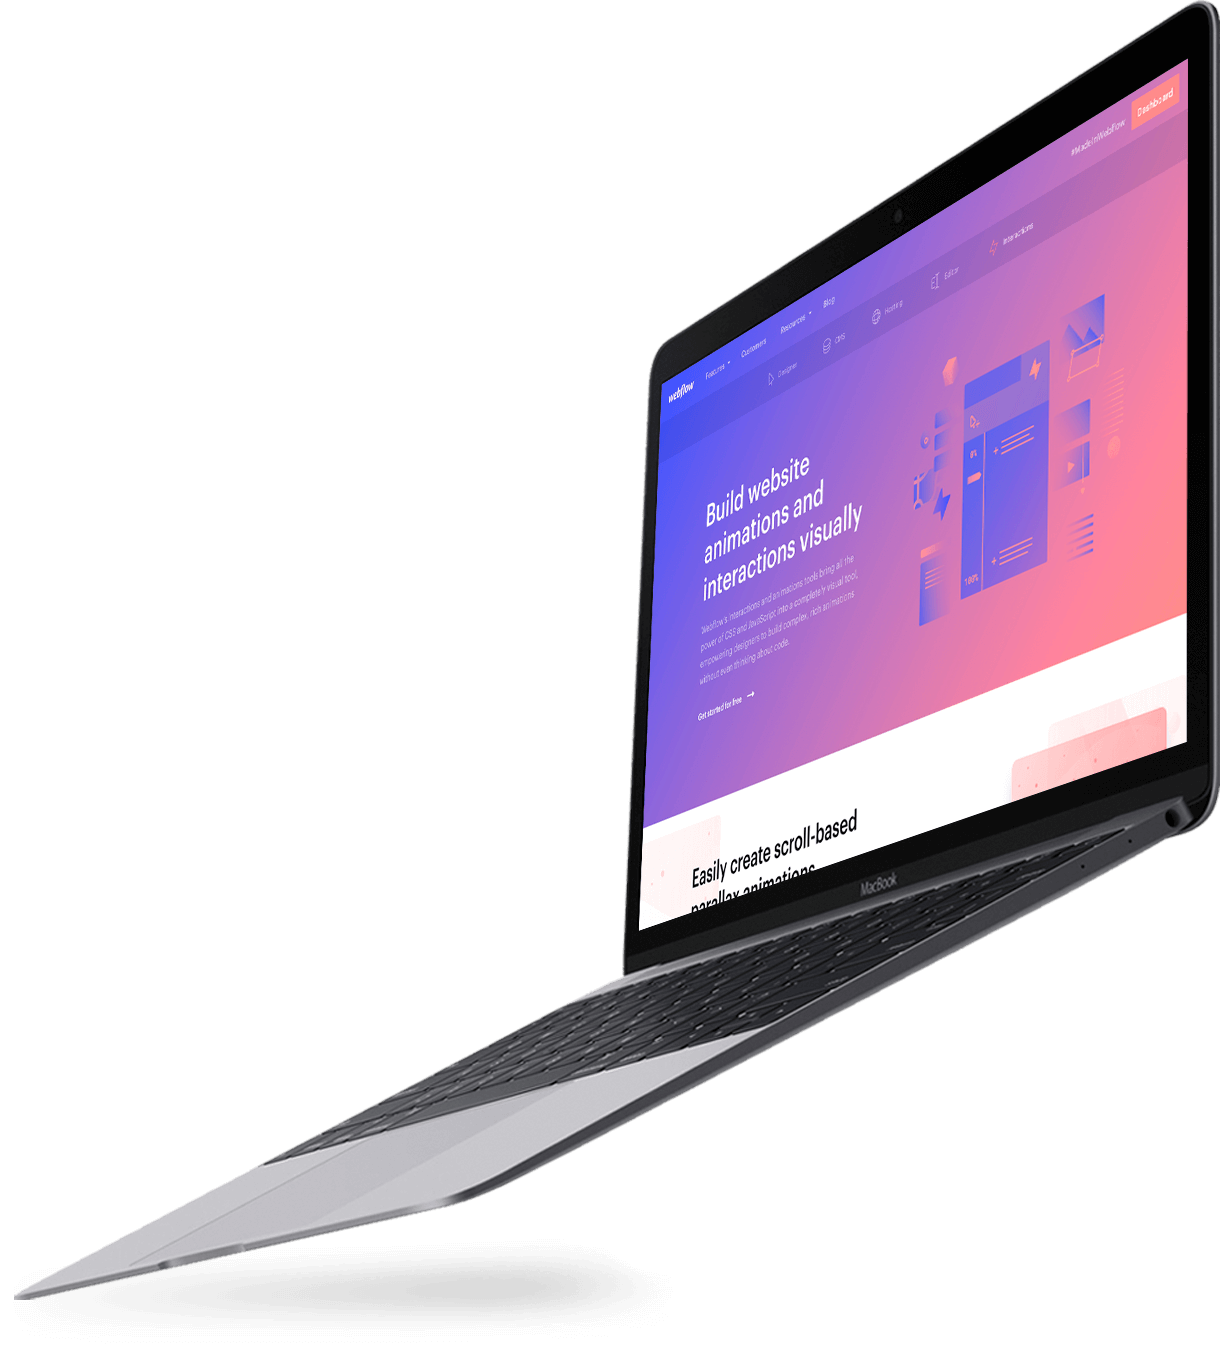 webflow
Features
Customers
Resources
Blog
#MadeInWebflow
Dashboard
Designer
CMS
Hosting
Editor
Interactions
Build website
animations and
interactions visually
Webflow's interactions and animations tools bring all the
power of CSS and JavaScript into a completely visual tool,
empowering designers to build complex, rich animations
without even thinking about code.
Get started for free →
0%
100%
Easily create scroll-based
parallax animations
MacBook